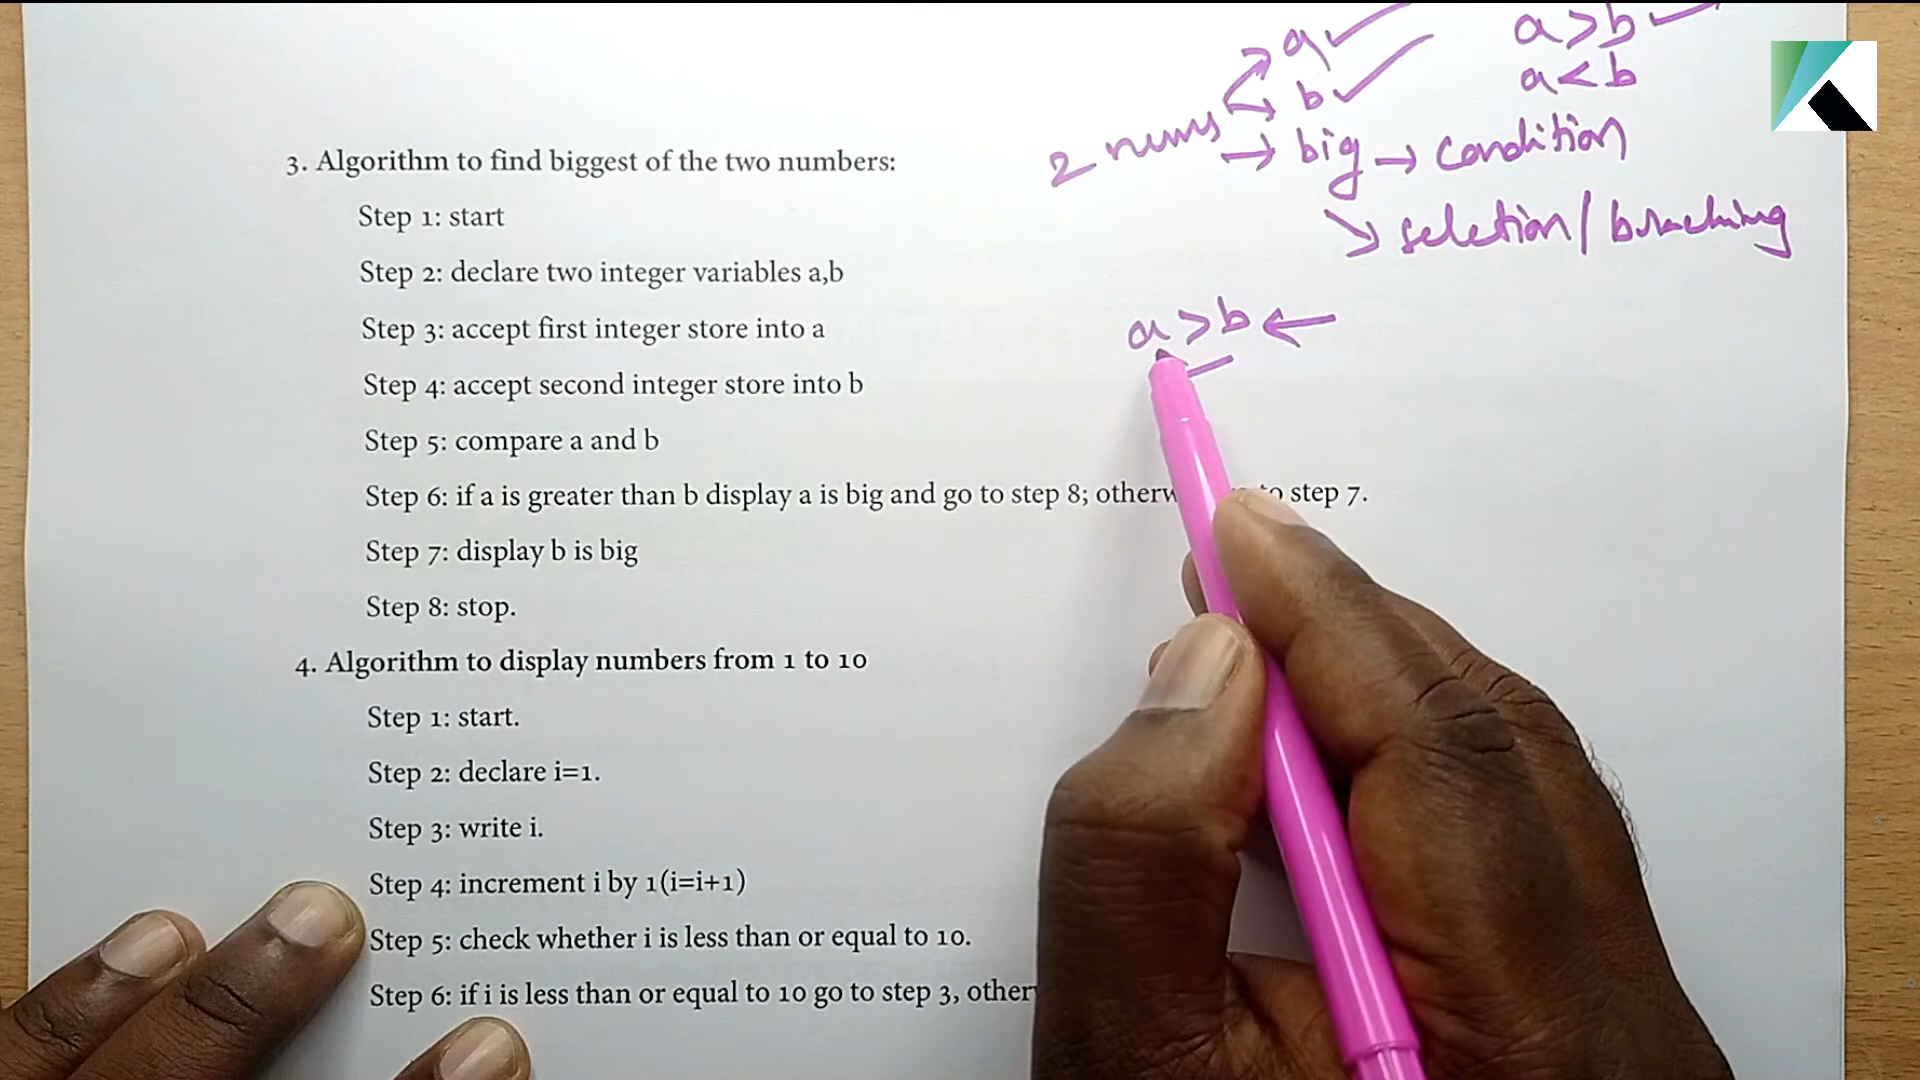 a
b
a>b
a<b
2 nums → big → condition
seletion/
a>b ←
3. Algorithm to find biggest of the two numbers:
Step 1: start
Step 2: declare two integer variables a,b
Step 3: accept first integer store into a
Step 4: accept second integer store into b
Step 5: compare a and b
Step 6: if a is greater than b display a is big and go to step 8; to step 7.
Step 7: display b is big
Step 8: stop.
4. Algorithm to display numbers from 1 to 10
Step 1: start.
Step 2: declare i=1.
Step 3: write i.
Step 4: increment i by 1(i=i+1)
Step 5: check whether i is less than or equal to 10.
Step 6: if i is less than or equal to 10 go to step 3,